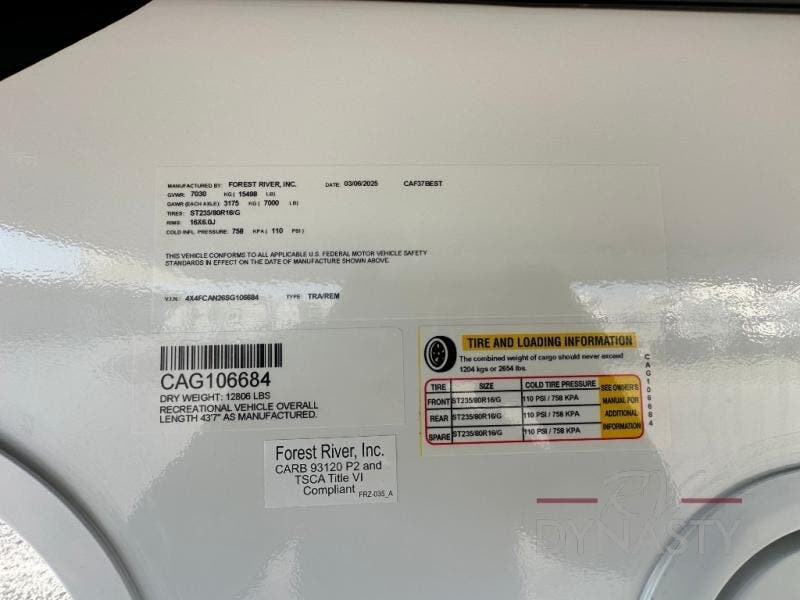 MANUFACTURED BY: FOREST RIVER, INC. DATE: 03/06/2025 CAF37BEST
GVWR: 7030 KG ( 15498 LB)
GAWR (EACH AXLE): 3175 KG ( 7000 LB)
TIRES: ST235/80R16/G
RIMS: 16X6.0J
COLD INFL. PRESSURE: 758 KPA ( 110 PSI )
THIS VEHICLE CONFORMS TO ALL APPLICABLE U.S. FEDERAL MOTOR VEHICLE SAFETY
STANDARDS IN EFFECT ON THE DATE OF MANUFACTURE SHOWN ABOVE.
V.I.N.: 4X4FCAN26SG106684 TYPE: TRA/REM
CAG106684
DRY WEIGHT: 12806 LBS
RECREATIONAL VEHICLE OVERALL
LENGTH 43'7" AS MANUFACTURED.
Forest River, Inc.
CARB 93120 P2 and
TSCA Title VI
Compliant FRZ-035_A
TIRE AND LOADING INFORMATION
The combined weight of cargo should never exceed
1204 kgs or 2654 lbs.
TIRE SIZE COLD TIRE PRESSURE
FRONT ST235/80R16/G 110 PSI / 758 KPA
REAR ST235/80R16/G 110 PSI / 758 KPA
SPARE ST235/80R16/G 110 PSI / 758 KPA
SEE OWNER'S
MANUAL FOR
ADDITIONAL
INFORMATION
CAG106684
DYNASTY